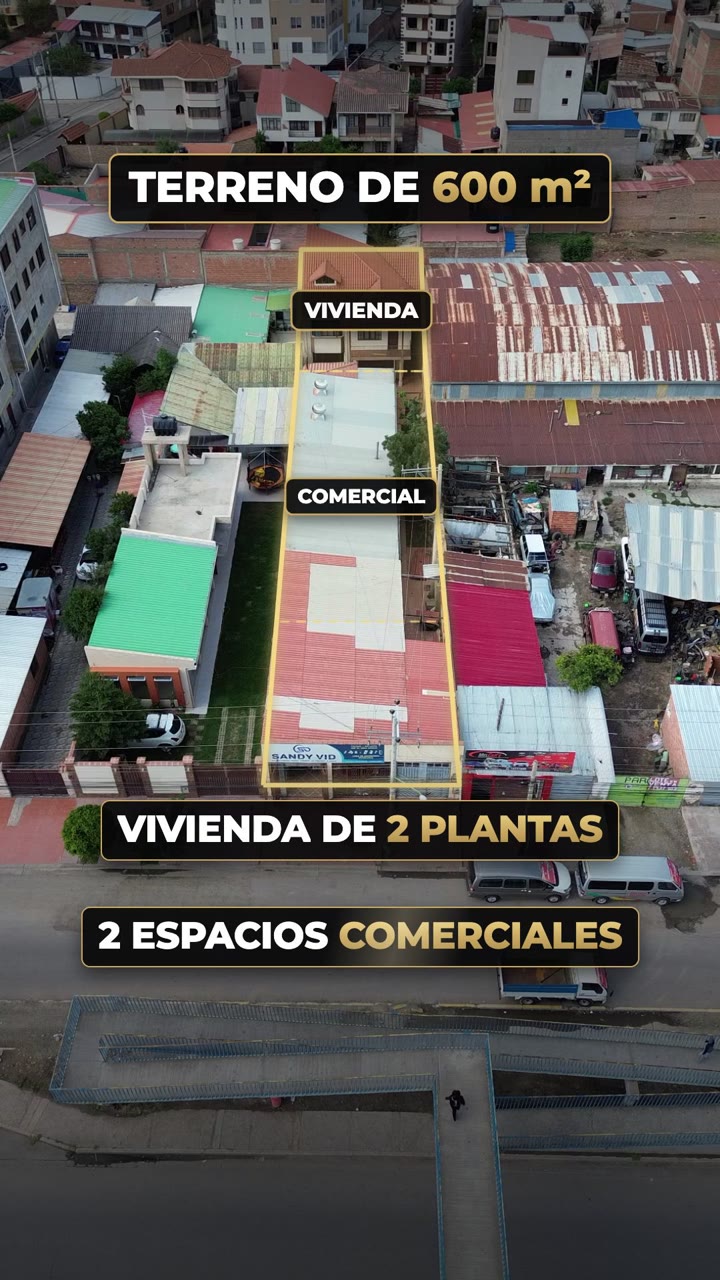 TERRENO DE 600 m²
VIVIENDA
COMERCIAL
SANDY VID
VIVIENDA DE 2 PLANTAS
2 ESPACIOS COMERCIALES